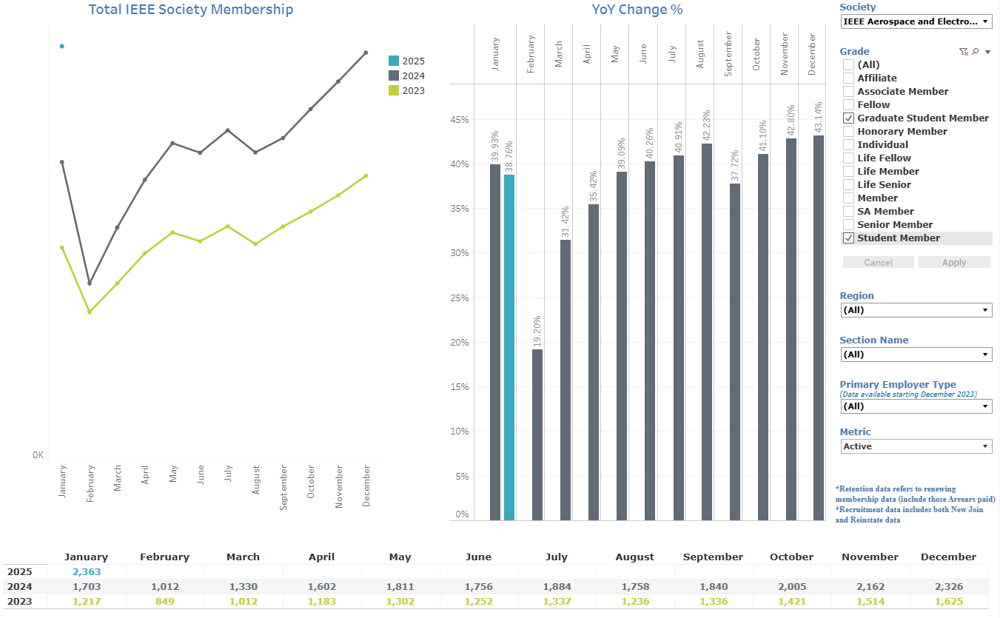 Total IEEE Society Membership
2025
2024
2023
0K
January
February
March
April
May
June
July
August
September
October
November
December
YoY Change %
January
February
March
April
May
June
July
August
September
October
November
December
45%
40%
35%
30%
25%
20%
15%
10%
5%
0%
39.93%
38.76%
19.20%
31.42%
35.42%
39.09%
40.26%
40.91%
42.23%
37.72%
41.10%
42.80%
43.14%
Society
IEEE Aerospace and Electro...
Grade
(All)
Affiliate
Associate Member
Fellow
Graduate Student Member
Honorary Member
Individual
Life Fellow
Life Member
Life Senior
Member
SA Member
Senior Member
Student Member
Cancel Apply
Region
(All)
Section Name
(All)
Primary Employer Type
(Data available starting December 2023)
(All)
Metric
Active
*Retention data refers to renewing
membership data (include those Arrears paid)
*Recruitment data includes both New Join
and Reinstate data
January February March April May June July August September October November December
2025 2,363
2024 1,703 1,012 1,330 1,602 1,811 1,756 1,884 1,758 1,840 2,005 2,162 2,326
2023 1,217 849 1,012 1,183 1,302 1,252 1,337 1,236 1,336 1,421 1,514 1,625